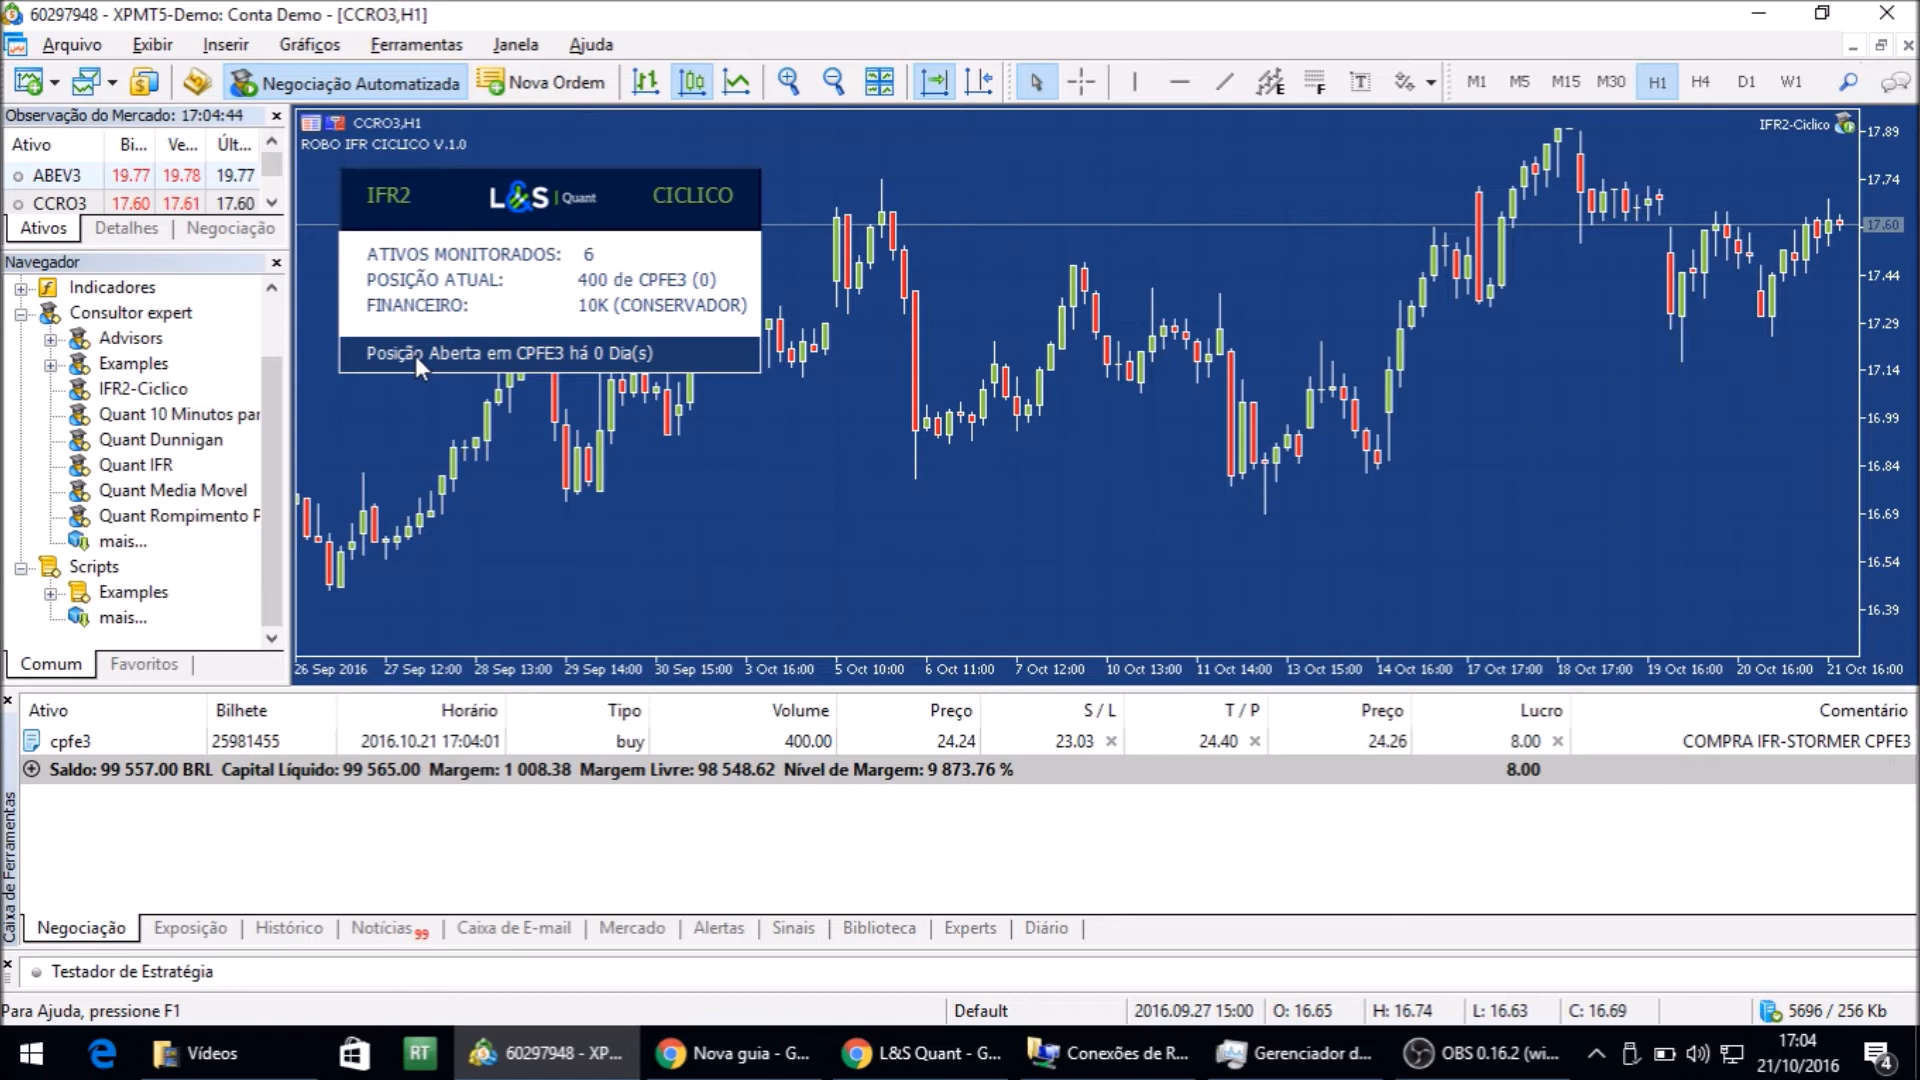 60297948 - XPMT5-Demo: Conta Demo - [CCRO3,H1]
Arquivo Exibir Inserir Gráficos Ferramentas Janela Ajuda
Negociação Automatizada Nova Ordem E F T M1 M5 M15 M30 H1 H4 D1 W1
Observação do Mercado: 17:04:44
Ativo Bi... Ve... Últ...
ABEV3 19.77 19.78 19.77
CCRO3 17.60 17.61 17.60
Ativos Detalhes Negociação
Navegador
Indicadores
Consultor expert
Advisors
Examples
IFR2-Ciclico
Quant 10 Minutos par
Quant Dunnigan
Quant IFR
Quant Media Movel
Quant Rompimento P
mais...
Scripts
Examples
mais...
Comum Favoritos
CCRO3,H1
ROBO IFR CICLICO V.1.0
IFR2-Ciclico
IFR2 L&S | Quant CICLICO
ATIVOS MONITORADOS: 6
POSIÇÃO ATUAL: 400 de CPFE3 (0)
FINANCEIRO: 10K (CONSERVADOR)
Posição Aberta em CPFE3 há 0 Dia(s)
17.89
17.74
17.60
17.44
17.29
17.14
16.99
16.84
16.69
16.54
16.39
26 Sep 2016 27 Sep 12:00 28 Sep 13:00 29 Sep 14:00 30 Sep 15:00 3 Oct 16:00 5 Oct 10:00 6 Oct 11:00 7 Oct 12:00 10 Oct 13:00 11 Oct 14:00 13 Oct 15:00 14 Oct 16:00 17 Oct 17:00 18 Oct 17:00 19 Oct 16:00 20 Oct 16:00 21 Oct 16:00
Ativo Bilhete Horário Tipo Volume Preço S / L T / P Preço Lucro Comentário
cpfe3 25981455 2016.10.21 17:04:01 buy 400.00 24.24 23.03 24.40 24.26 8.00 COMPRA IFR-STORMER CPFE3
Saldo: 99 557.00 BRL Capital Líquido: 99 565.00 Margem: 1 008.38 Margem Livre: 98 548.62 Nível de Margem: 9 873.76 % 8.00
Caixa de Ferramentas
Negociação Exposição Histórico Notícias 99 Caixa de E-mail Mercado Alertas Sinais Biblioteca Experts Diário
Testador de Estratégia
Para Ajuda, pressione F1 Default 2016.09.27 15:00 O: 16.65 H: 16.74 L: 16.63 C: 16.69 5696 / 256 Kb
Vídeos RT 60297948 - XP... Nova guia - G... L&S Quant - G... Conexões de R... Gerenciador d... OBS 0.16.2 (wi... 17:04
21/10/2016 4